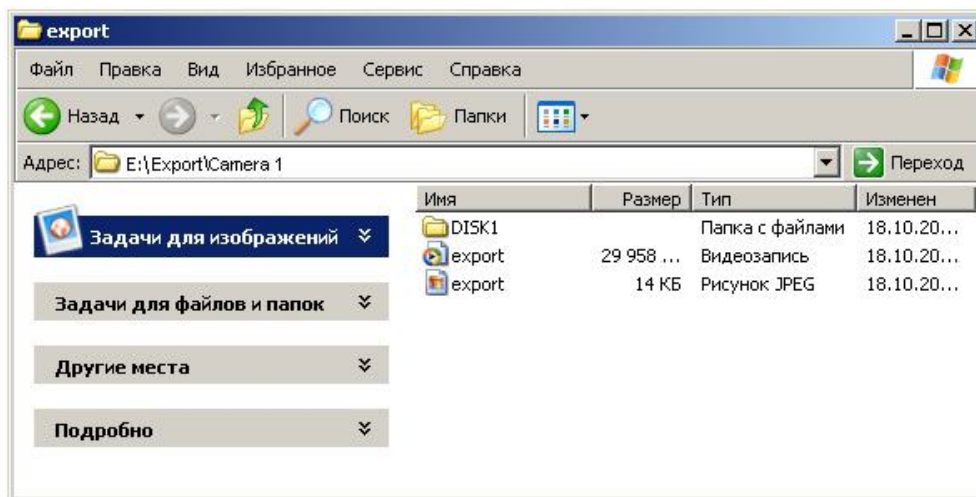 export
Файл Правка Вид Избранное Сервис Справка
Назад Поиск Папки
Адрес: E:\Export\Camera 1 Переход
Имя Размер Тип Изменен
Задачи для изображений
DISK1 Папка с файлами 18.10.20...
export 29 958 ... Видеозапись 18.10.20...
export 14 КБ Рисунок JPEG 18.10.20...
Задачи для файлов и папок
Другие места
Подробно